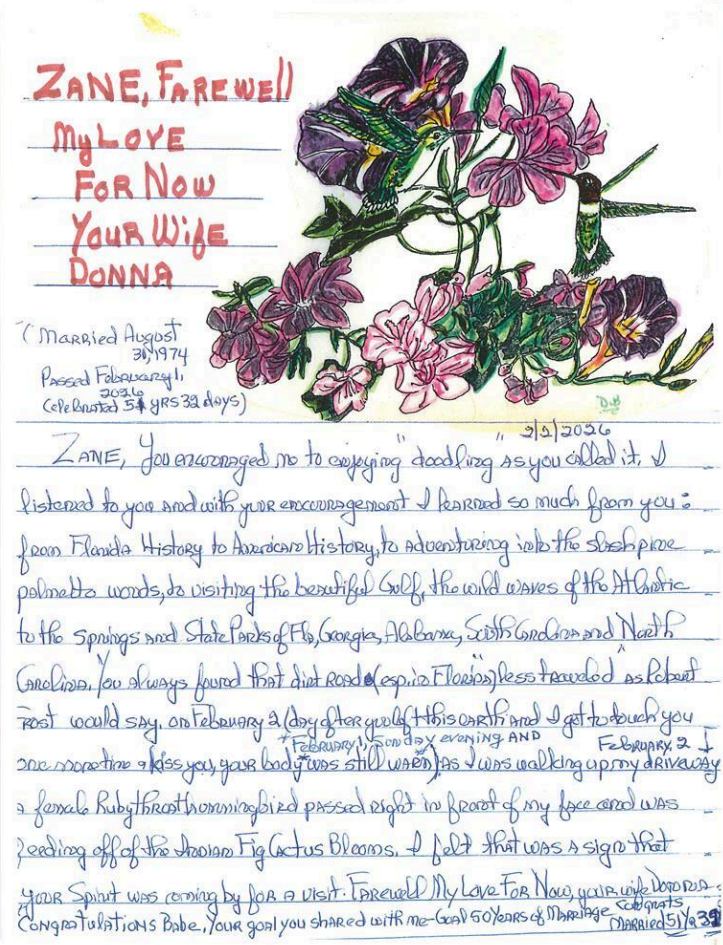 ZANE, FAREWELL
My LOVE
FOR NOW
YOUR WiFE
DONNA
(MARRied August
31, 1974
Passed February 1,
2026
Celebrated 51 YRS 32 days)
2/2/2026
ZANE, You encouraged me to enjoying "doodling" AS you called it. I
listened to you and with your encouragement I learned so much from you:
from Florida History to American History, to adventuring into the slash pine
palmetto woods, to visiting the beautiful Gulf, the wild waves of the Atlantic
to the Springs and State Parks of Fla, Georgia, Alabama, South Carolina and North
Carolina. You always found that dirt road (esp. in Florida) "less traveled" as Robert
Frost would say. On February 2 (day after you left this earth and I got to touch you
*February 1, Sunday evening AND February, 2 ↓
one more time & kiss you, your body *was still warm) as I was walking up my driveway
a female Rubythroat hummingbird passed right in front of my face and was
feeding off of the Indian Fig Cactus Blooms. I felt that was a sign that
your Spirit was coming by for a visit. Farewell My Love For Now, your wife Donna
Congratulations Babe, Your goal you shared with me - Goal 50 Years of Marriage
Congrats
Married 51 Yr 32
DB